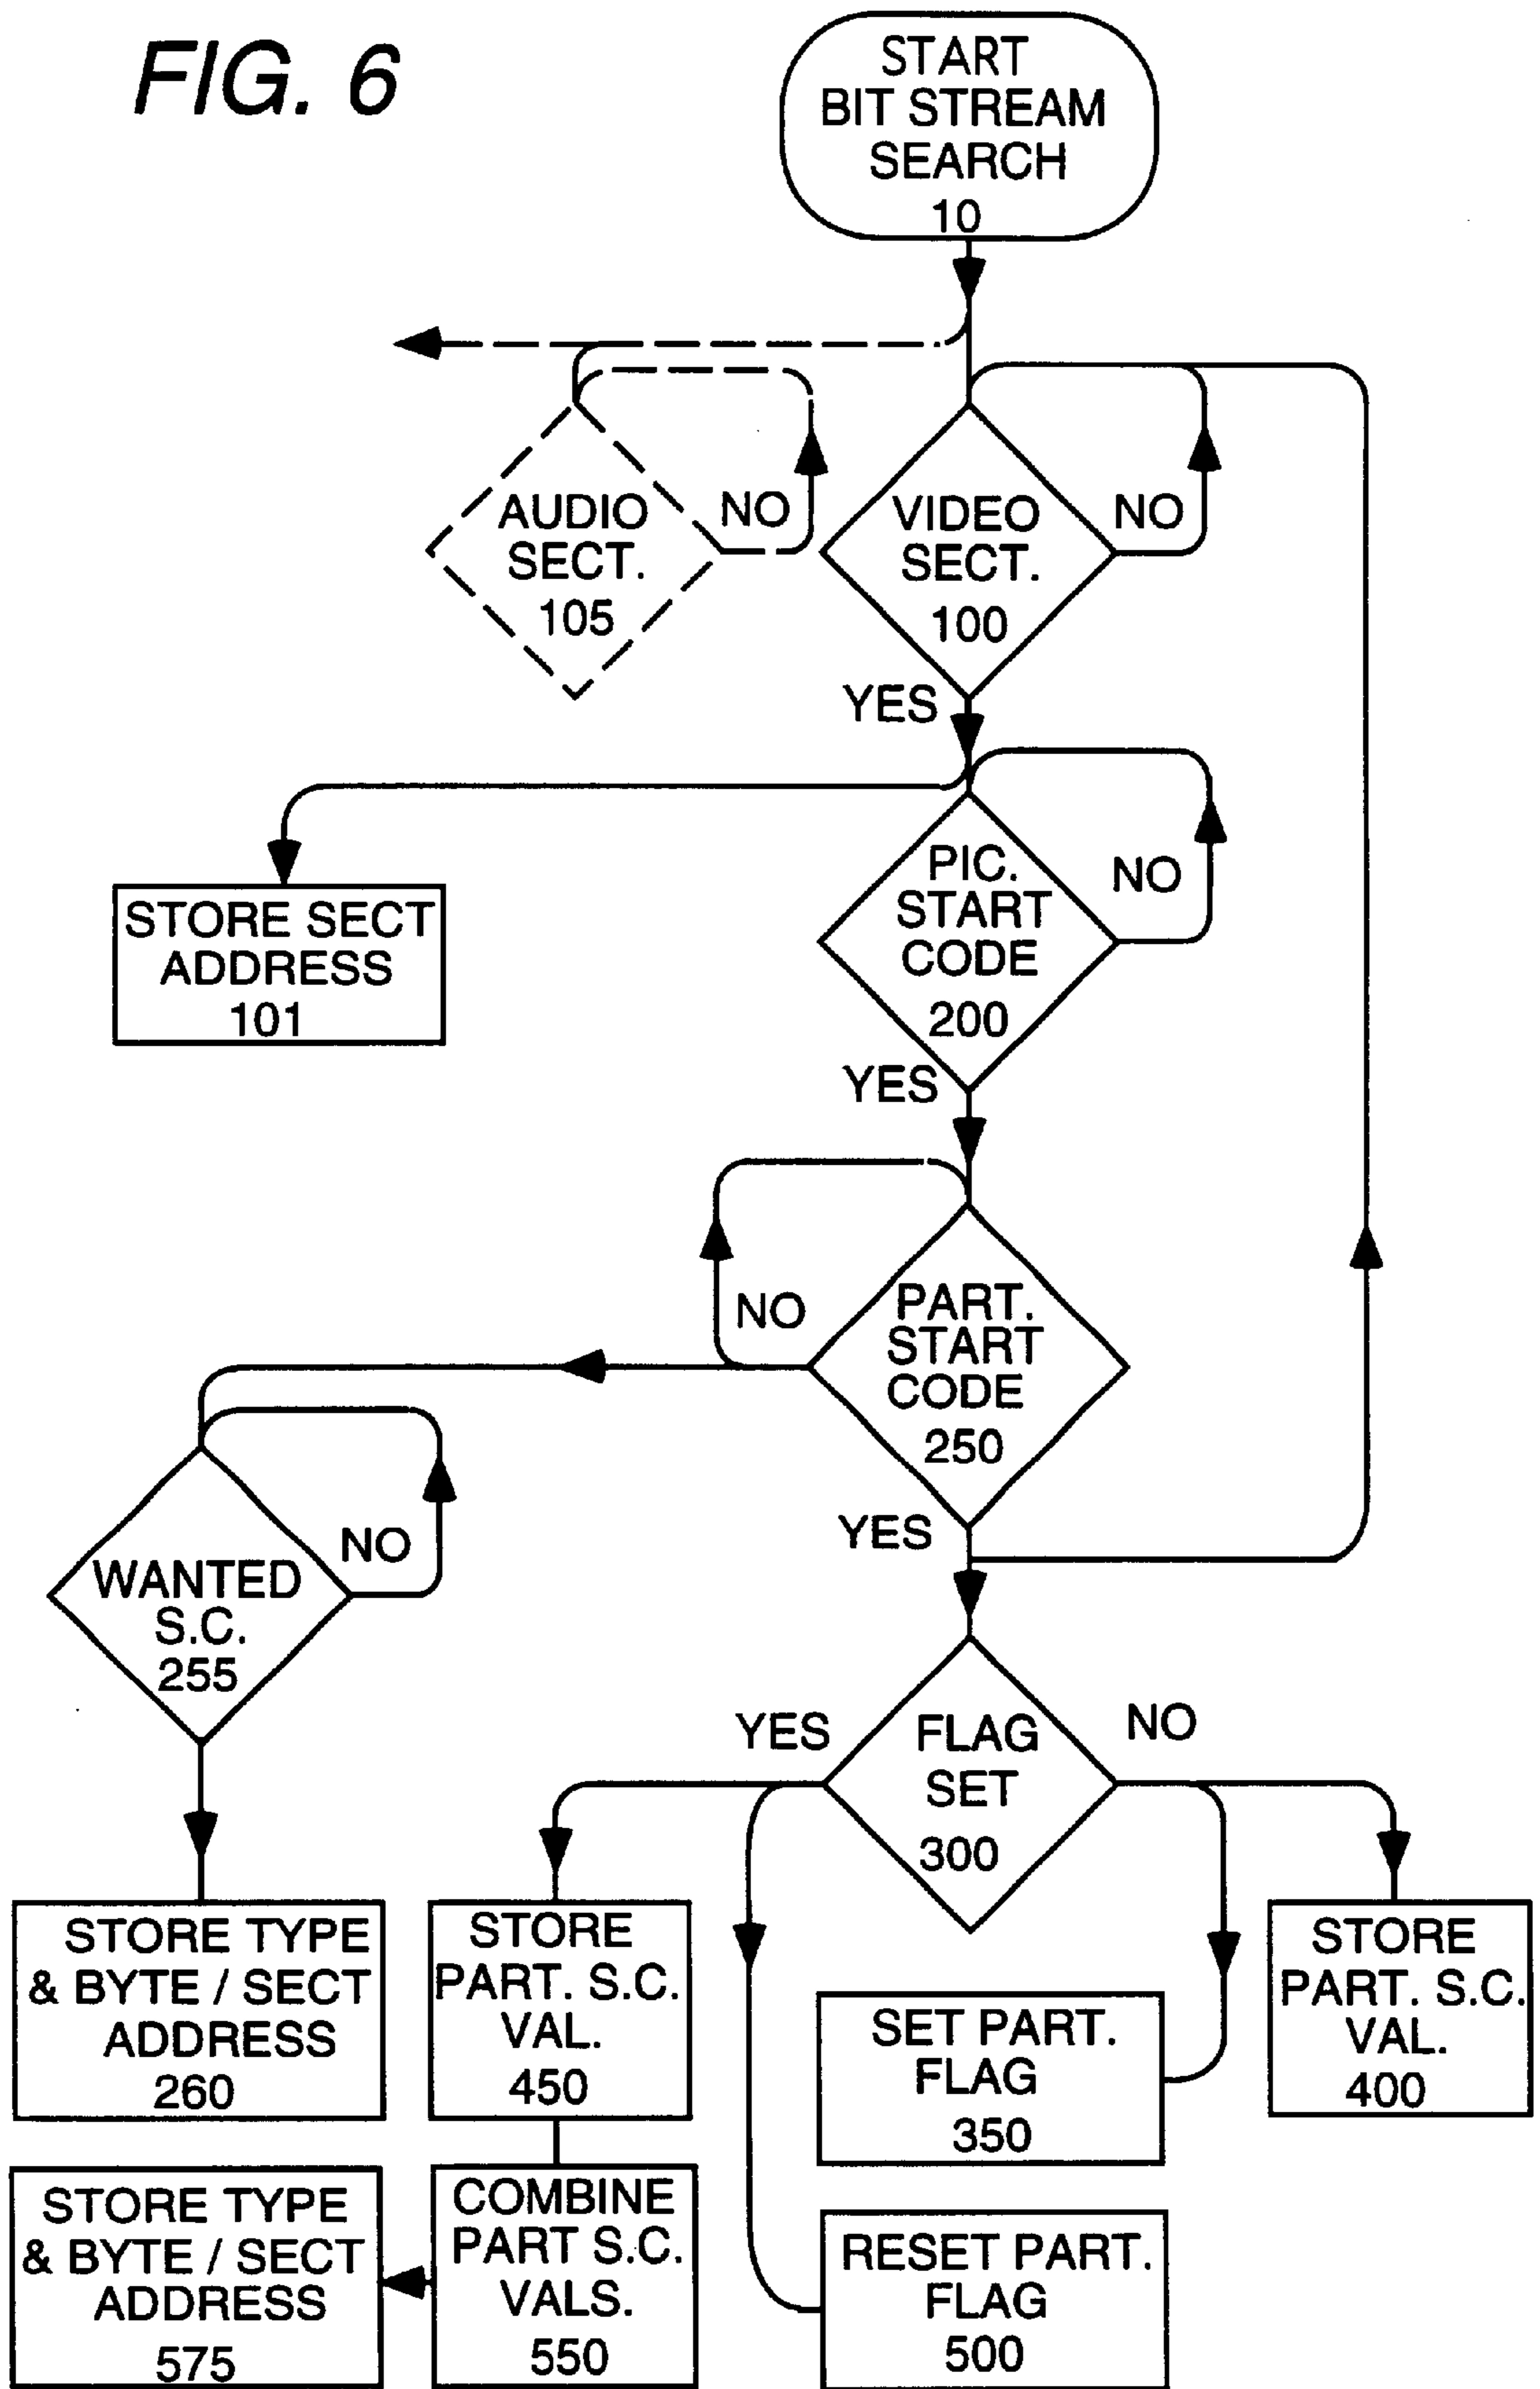 FIG. 6
START
BIT STREAM
SEARCH
10
AUDIO
SECT.
105
NO
VIDEO
SECT.
100
NO
YES
STORE SECT
ADDRESS
101
PIC.
START
CODE
200
NO
YES
PART.
START
CODE
250
NO
YES
WANTED
S.C.
255
NO
FLAG
SET
300
YES
NO
STORE TYPE
& BYTE / SECT
ADDRESS
260
STORE
PART. S.C.
VAL.
450
SET PART.
FLAG
350
STORE
PART. S.C.
VAL.
400
STORE TYPE
& BYTE / SECT
ADDRESS
575
COMBINE
PART S.C.
VALS.
550
RESET PART.
FLAG
500